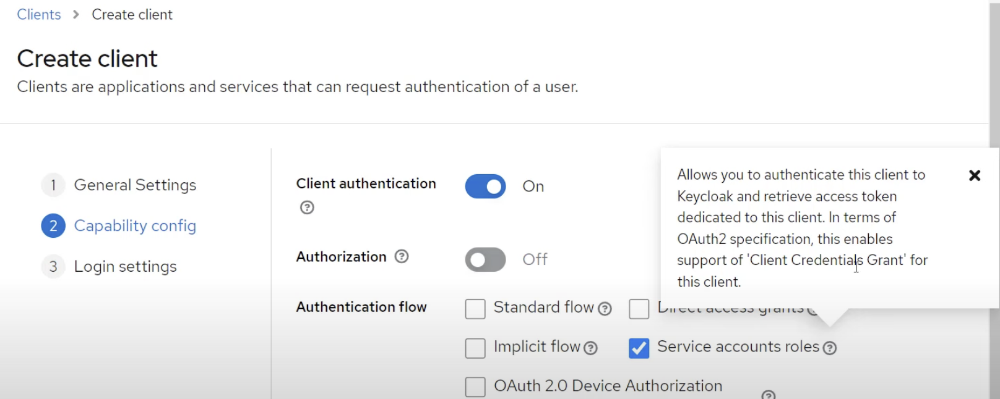 Clients > Create client
Create client
Clients are applications and services that can request authentication of a user.
1 General Settings
2 Capability config
3 Login settings
Client authentication
On
Authorization
Off
Allows you to authenticate this client to
Keycloak and retrieve access token
dedicated to this client. In terms of
OAuth2 specification, this enables
support of 'Client Credentials Grant' for
this client.
Authentication flow
Standard flow
Direct access grants
Implicit flow
Service accounts roles
OAuth 2.0 Device Authorization